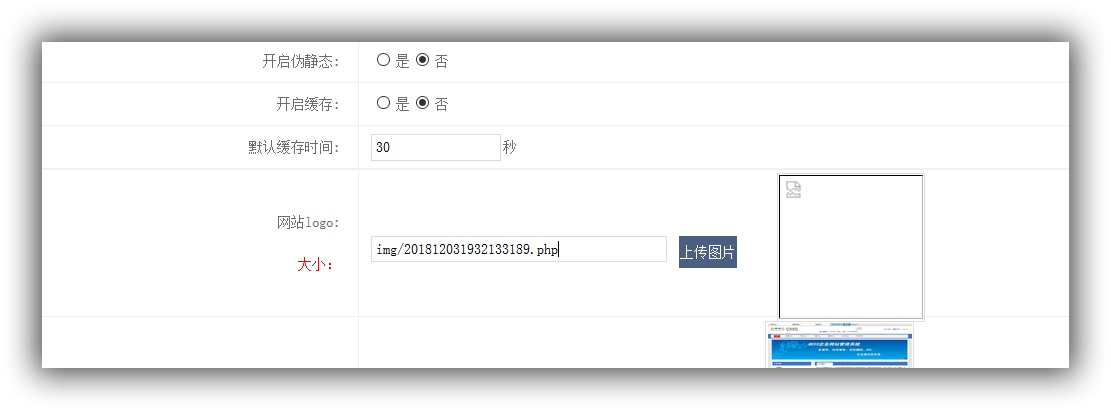 开启伪静态: 是 否
开启缓存: 是 否
默认缓存时间: 30 秒
网站logo:
img/201812031932133189.php 上传图片
大小: